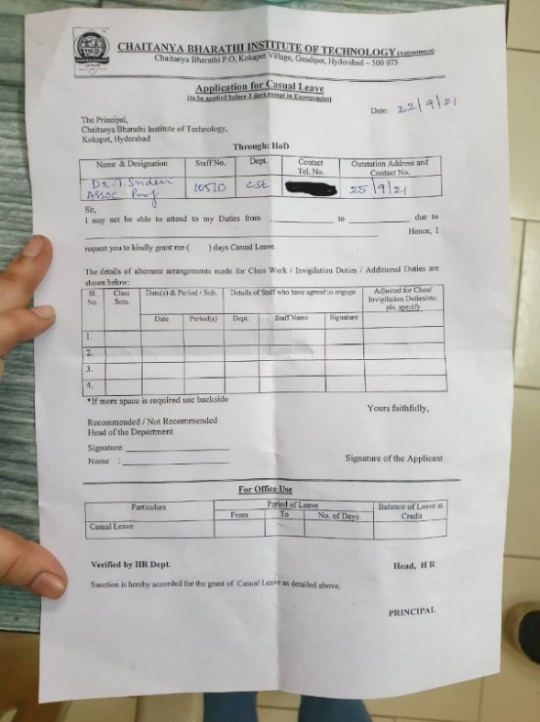 CHAITANYA BHARATHI INSTITUTE OF TECHNOLOGY (Autonomous)
Chaitanya Bharathi P.O, Kokapet Village, Gandipet, Hyderabad – 500 075
Application for Casual Leave
(to be applied before 3 days except in Emergencies)
Date: 22/9/21
The Principal,
Chaitanya Bharathi Institute of Technology,
Kokapet, Hyderabad
Through: HoD
Name & Designation Staff No. Dept. Contact Tel. No. Outstation Address and Contact No.
Dr. Assoc Prof 10510 CSE 25/9/21
Sir,
I may not be able to attend to my Duties from to due to
Hence, I
request you to kindly grant me ( ) days Casual Leave
The details of alternate arrangements made for Class Work / Invigilation Duties / Additional Duties are
shown below:
Sl. No. Class Sem. Date(s) & Period / Sub. Details of Staff who have agreed to engage Adjusted for Class/ Invigilation Duties/etc. pls. specify
Date Period(s) Dept. Staff Name Signature
1.
2.
3.
4.
*If more space is required use backside
Yours faithfully,
Recommended / Not Recommended
Head of the Department
Signature:
Name :
Signature of the Applicant
For Office Use
Particulars Period of Leave Balance of Leave at Credit
From To No. of Days
Casual Leave
Verified by HR Dept. Head, HR
Sanction is hereby accorded for the grant of Casual Leave as detailed above.
PRINCIPAL